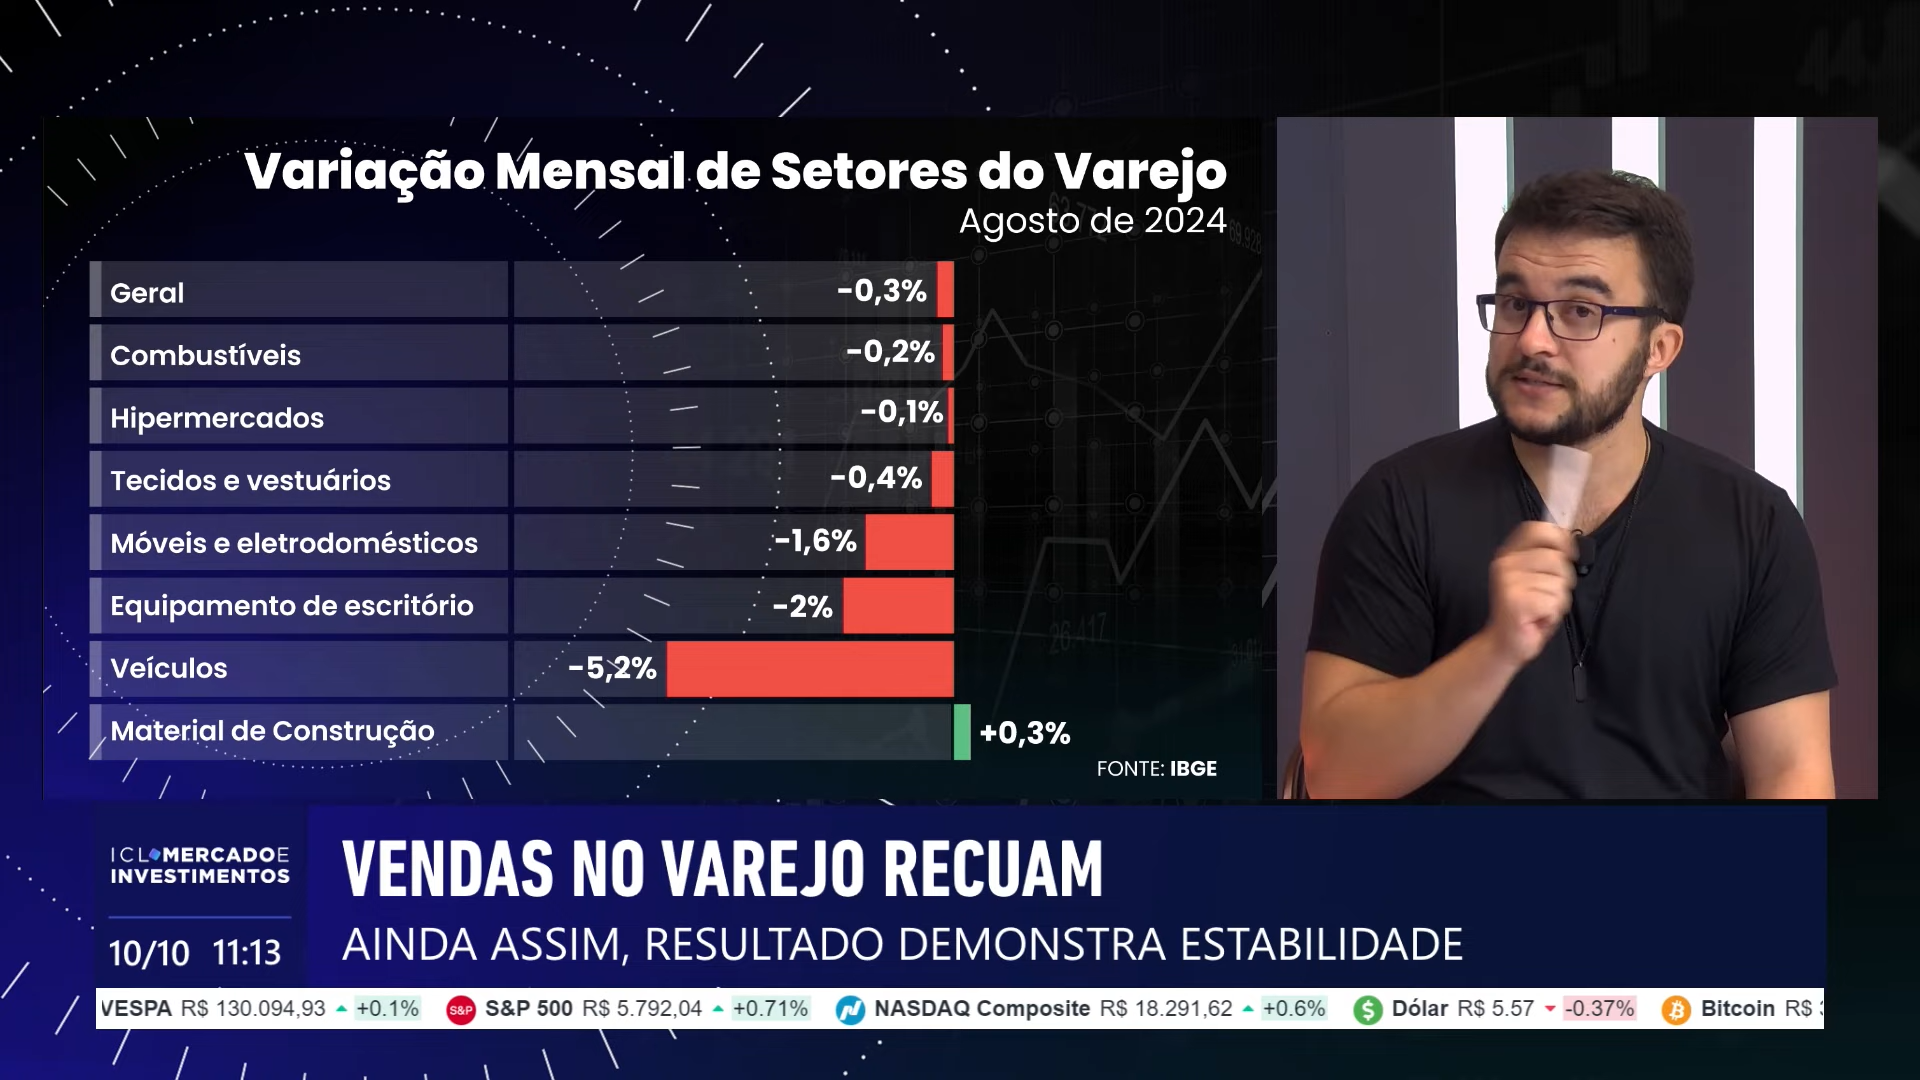 Variação Mensal de Setores do Varejo
Agosto de 2024
Geral -0,3%
Combustíveis -0,2%
Hipermercados -0,1%
Tecidos e vestuários -0,4%
Móveis e eletrodomésticos -1,6%
Equipamento de escritório -2%
Veículos -5,2%
Material de Construção +0,3%
FONTE: IBGE
ICL MERCADO E
INVESTIMENTOS
10/10 11:13
VENDAS NO VAREJO RECUAM
AINDA ASSIM, RESULTADO DEMONSTRA ESTABILIDADE
VESPA R$ 130.094,93 +0.1% S&P S&P 500 R$ 5.792,04 +0.71% NASDAQ Composite R$ 18.291,62 +0.6% $ Dólar R$ 5.57 -0.37% Bitcoin R$